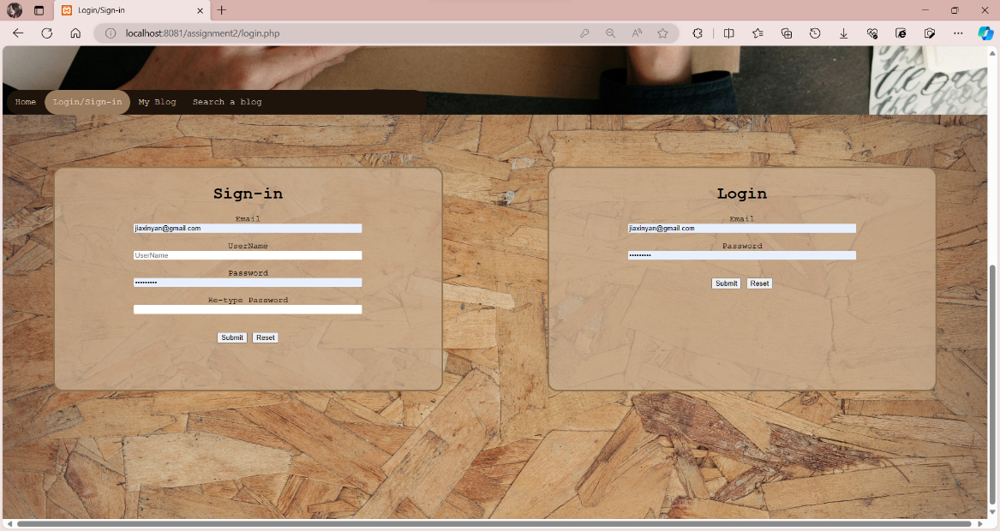 Login/Sign-in
localhost:8081/assignment2/login.php
Home Login/Sign-in My Blog Search a blog
Sign-in
Email
jiaxinyan@gmail.com
UserName
UserName
Password
•••••••••
Re-type Password
Submit Reset
Login
Email
jiaxinyan@gmail.com
Password
•••••••••
Submit Reset